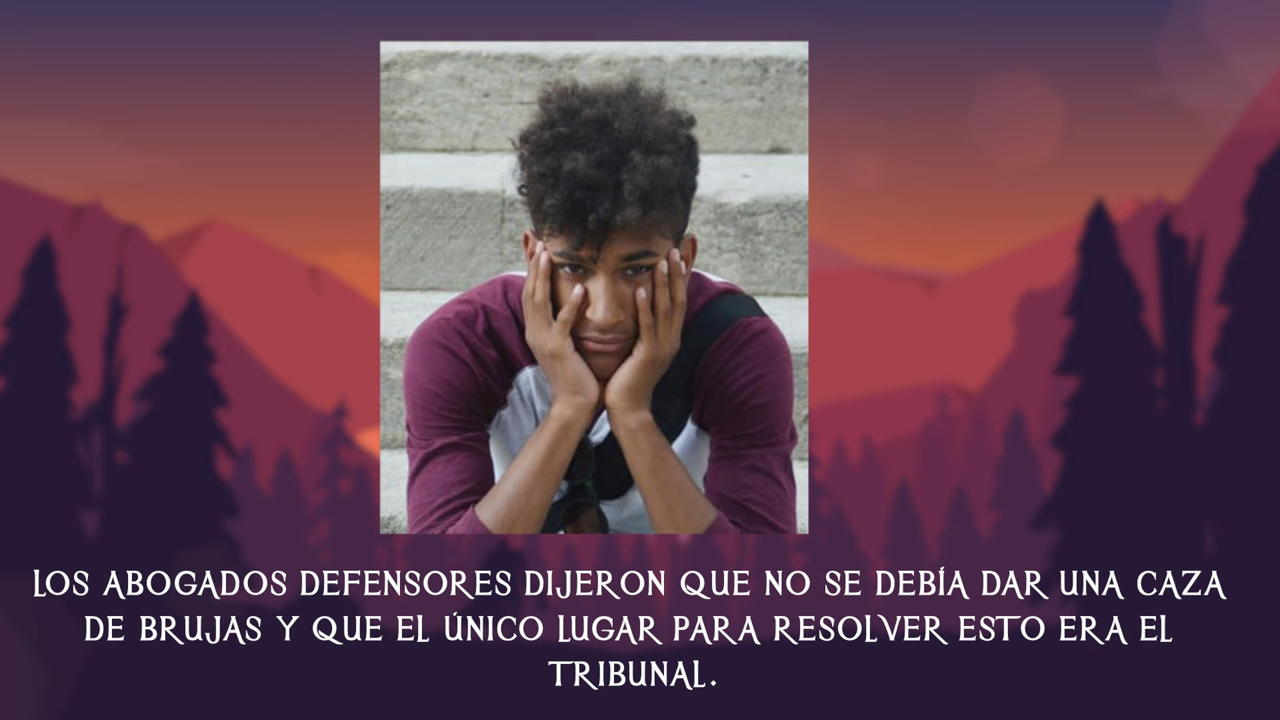 LOS ABOGADOS DEFENSORES DIJERON QUE NO SE DEBÍA DAR UNA CAZA
DE BRUJAS Y QUE EL ÚNICO LUGAR PARA RESOLVER ESTO ERA EL
TRIBUNAL.